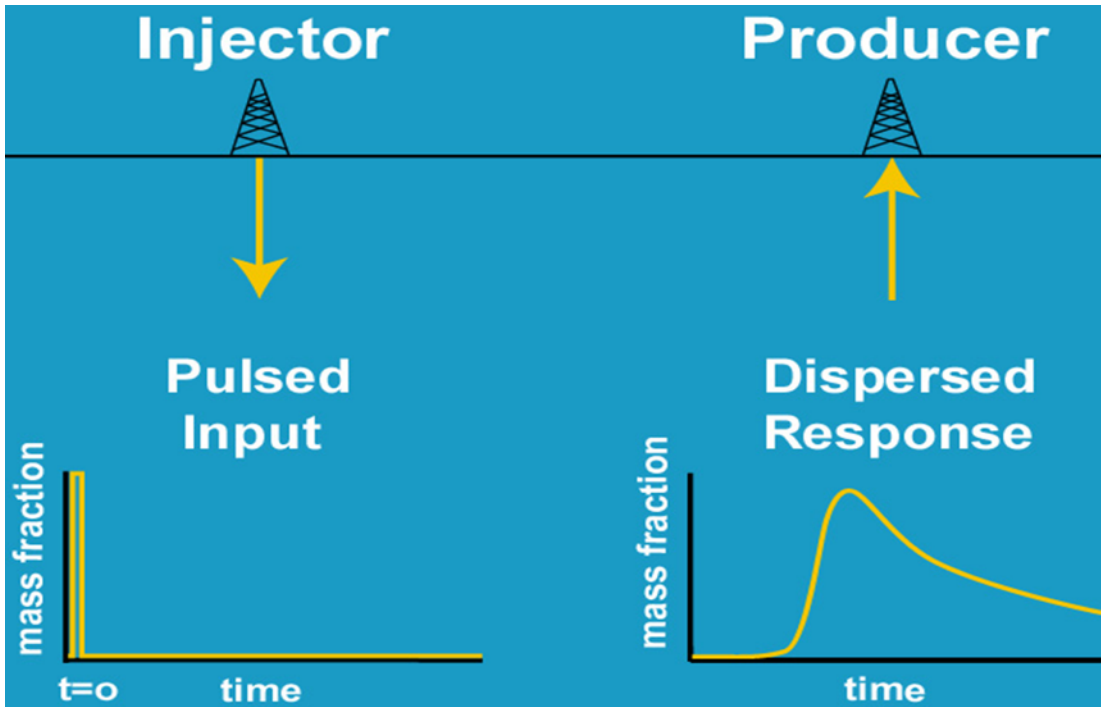 Injector
Producer
Pulsed
Input
Dispersed
Response
mass fraction
t=o
time
mass fraction
time